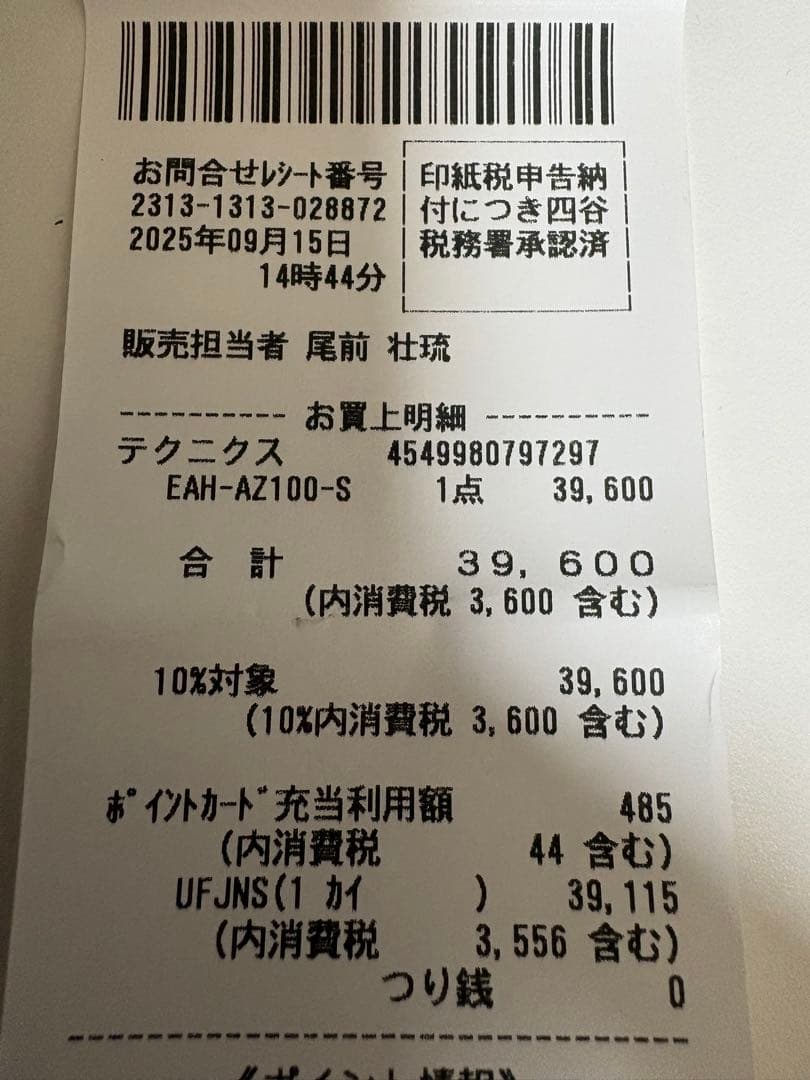 お問合せﾚｼｰﾄ番号
2313-1313-028872
2025年09月15日
14時44分
印紙税申告納
付につき四谷
税務署承認済
販売担当者 尾前 壮琉
---------- お買上明細 ----------
テクニクス 4549980797297
EAH-AZ100-S 1点 39,600
合 計 39,600
(内消費税 3,600 含む)
10%対象 39,600
(10%内消費税 3,600 含む)
ﾎﾟｲﾝﾄｶｰﾄﾞ充当利用額 485
(内消費税 44 含む)
UFJNS(1 ｶｲ ) 39,115
(内消費税 3,556 含む)
つり銭 0
《ポイント情報》